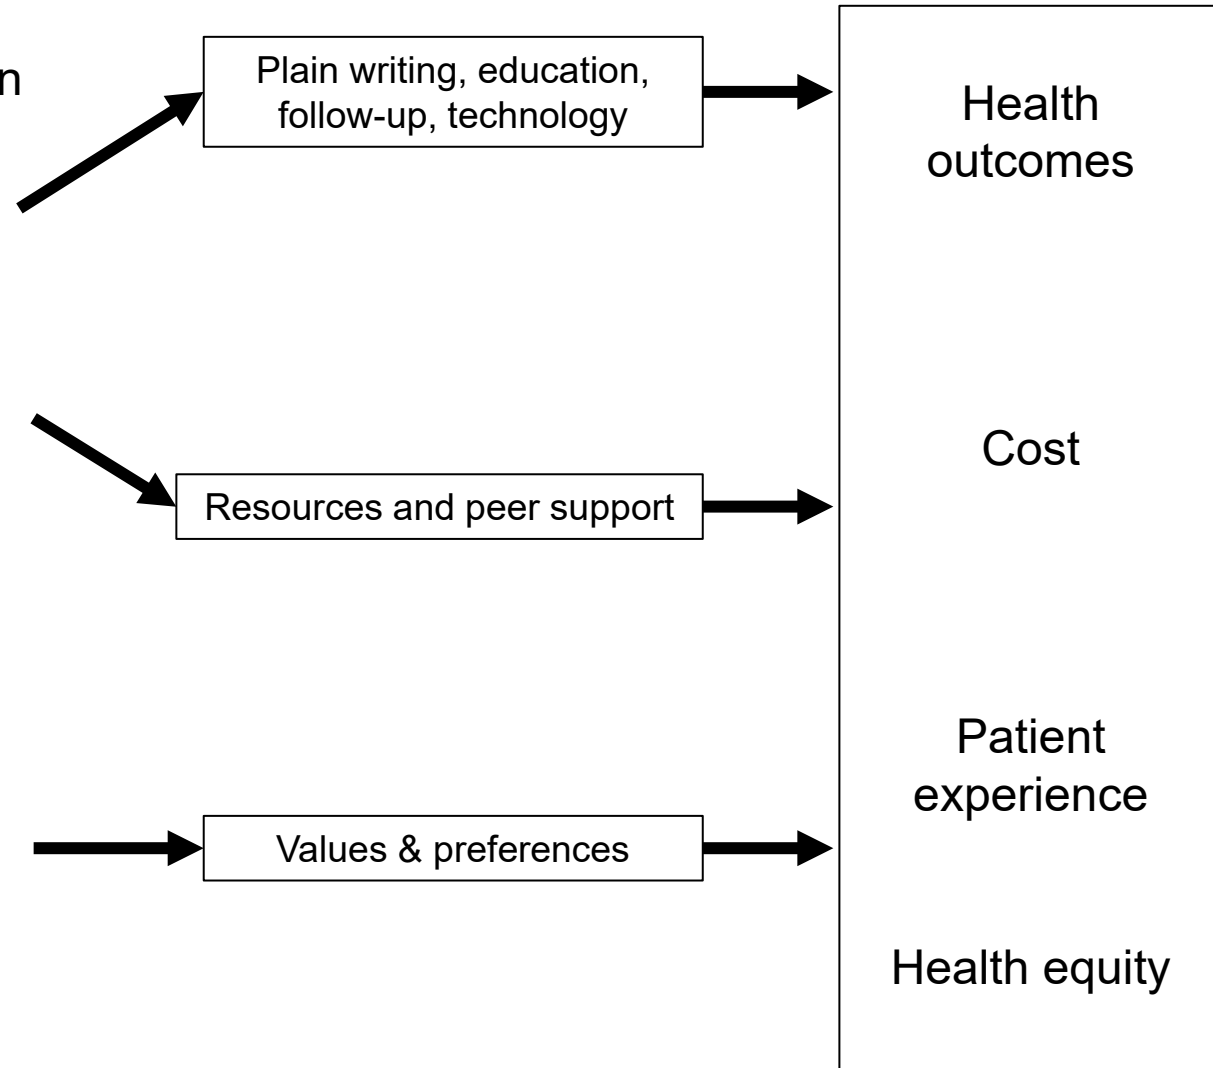 n
Plain writing, education,
follow-up, technology
Health
outcomes
Cost
Resources and peer support
Patient
experience
Values & preferences
Health equity